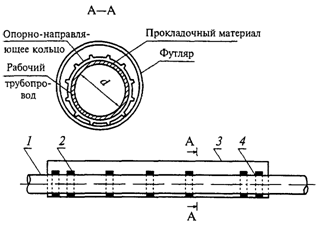 А—А
Опорно-направля-
ющее кольцо
Прокладочный материал
Футляр
Рабочий
трубопро-
вод
d
1
2
А
3
4
А